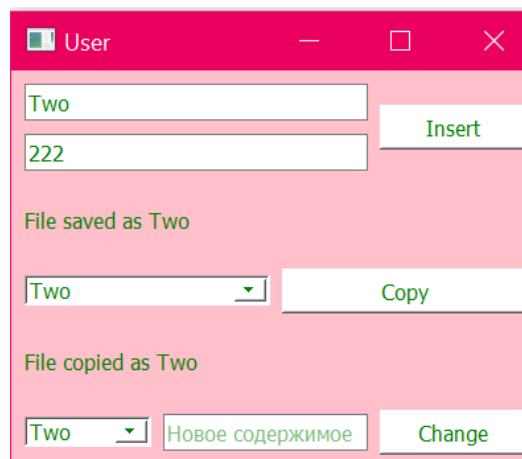 User
Two
Insert
222
File saved as Two
Two Copy
File copied as Two
Two Новое содержимое Change